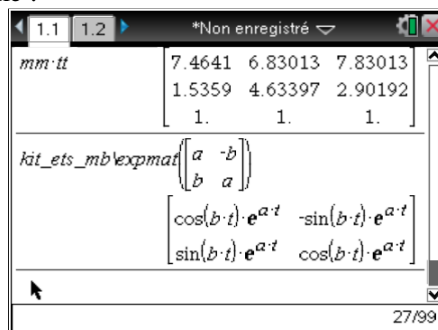 1.1 1.2 *Non enregistré
mm·tt
7.4641 6.83013 7.83013
1.5359 4.63397 2.90192
1. 1. 1.
kit_ets_mb\expmat([a -b
b a])
cos(b·t)·e^a·t -sin(b·t)·e^a·t
sin(b·t)·e^a·t cos(b·t)·e^a·t
27/99